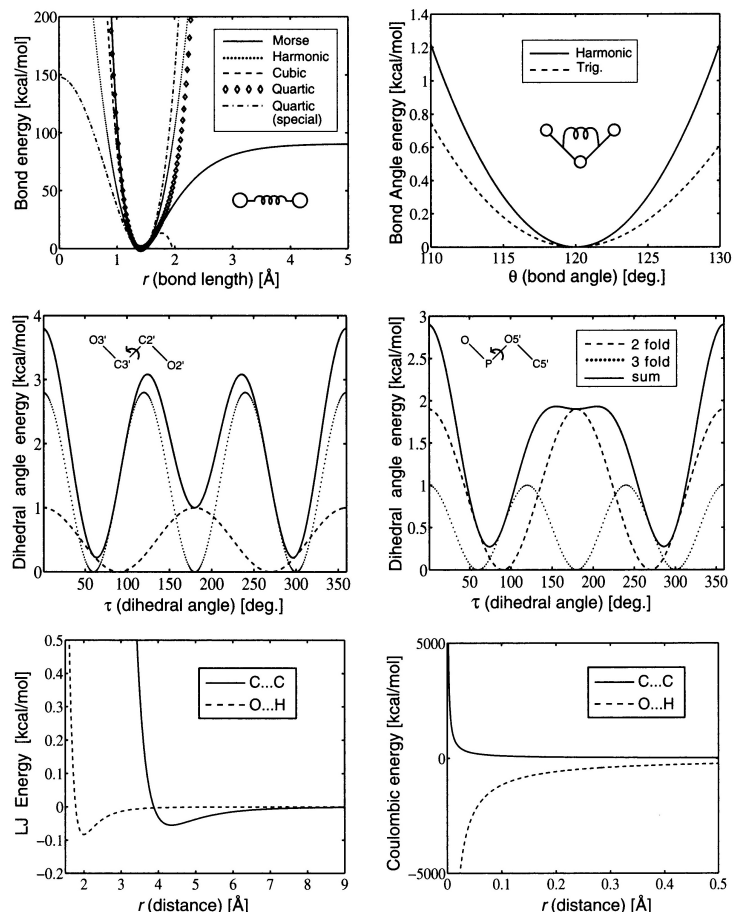 200
150
100
50
0
Bond energy [kcal/mol]
Morse
Harmonic
Cubic
Quartic
Quartic
(special)
0 1 2 3 4 5
r (bond length) [Å]
1.4
1.2
1
0.8
0.6
0.4
0.2
0
Bond Angle energy [kcal/mol]
Harmonic
Trig.
110 115 120 125 130
θ (bond angle) [deg.]
4
3
2
1
0
Dihedral angle energy [kcal/mol]
O3' C2'
C3' O2'
50 100 150 200 250 300 350
τ (dihedral angle) [deg.]
3
2.5
2
1.5
1
0.5
0
Dihedral angle energy [kcal/mol]
O O5'
P C5'
2 fold
3 fold
sum
50 100 150 200 250 300 350
τ (dihedral angle) [deg.]
0.5
0.4
0.3
0.2
0.1
0
−0.1
−0.2
LJ Energy [kcal/mol]
C...C
O...H
2 3 4 5 6 7 8 9
r (distance) [Å]
5000
0
−5000
Coulombic energy [kcal/mol]
C...C
O...H
0 0.1 0.2 0.3 0.4 0.5
r (distance) [Å]